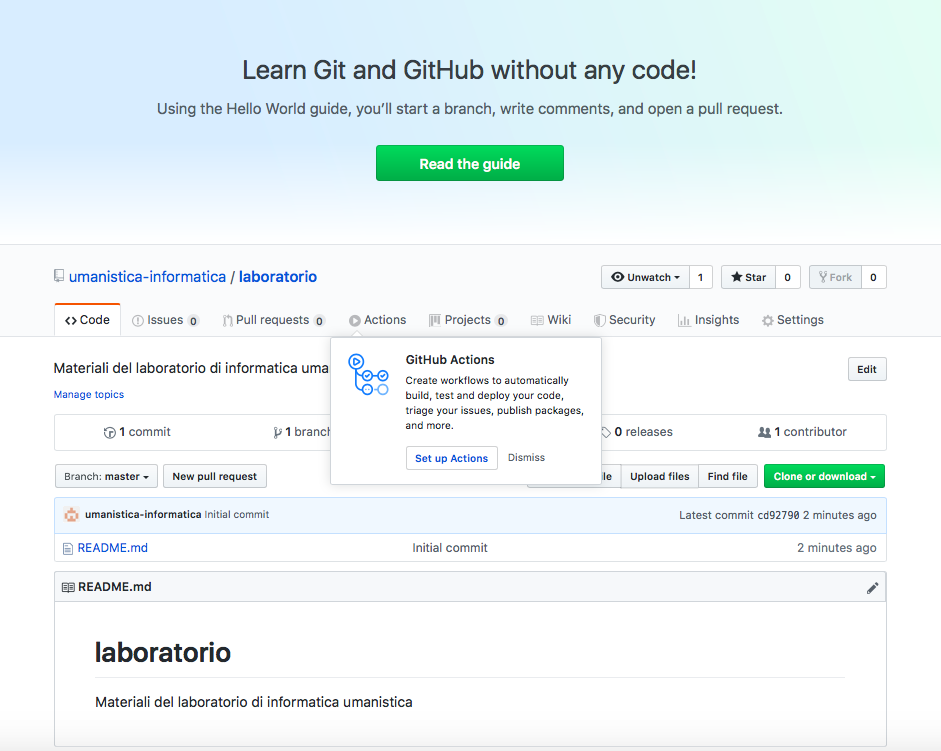 Learn Git and GitHub without any code!
Using the Hello World guide, you’ll start a branch, write comments, and open a pull request.
Read the guide
umanistica-informatica / laboratorio
Unwatch 1 Star 0 Fork 0
Code Issues 0 Pull requests 0 Actions Projects 0 Wiki Security Insights Settings
Materiali del laboratorio di informatica
Edit
Manage topics
GitHub Actions
Create workflows to automatically
build, test and deploy your code,
triage your issues, publish packages,
and more.
Set up Actions Dismiss
1 commit 1 branch 0 releases 1 contributor
Branch: master New pull request Upload files Find file Clone or download
umanistica-informatica Initial commit Latest commit cd92790 2 minutes ago
README.md Initial commit 2 minutes ago
README.md
laboratorio
Materiali del laboratorio di informatica umanistica